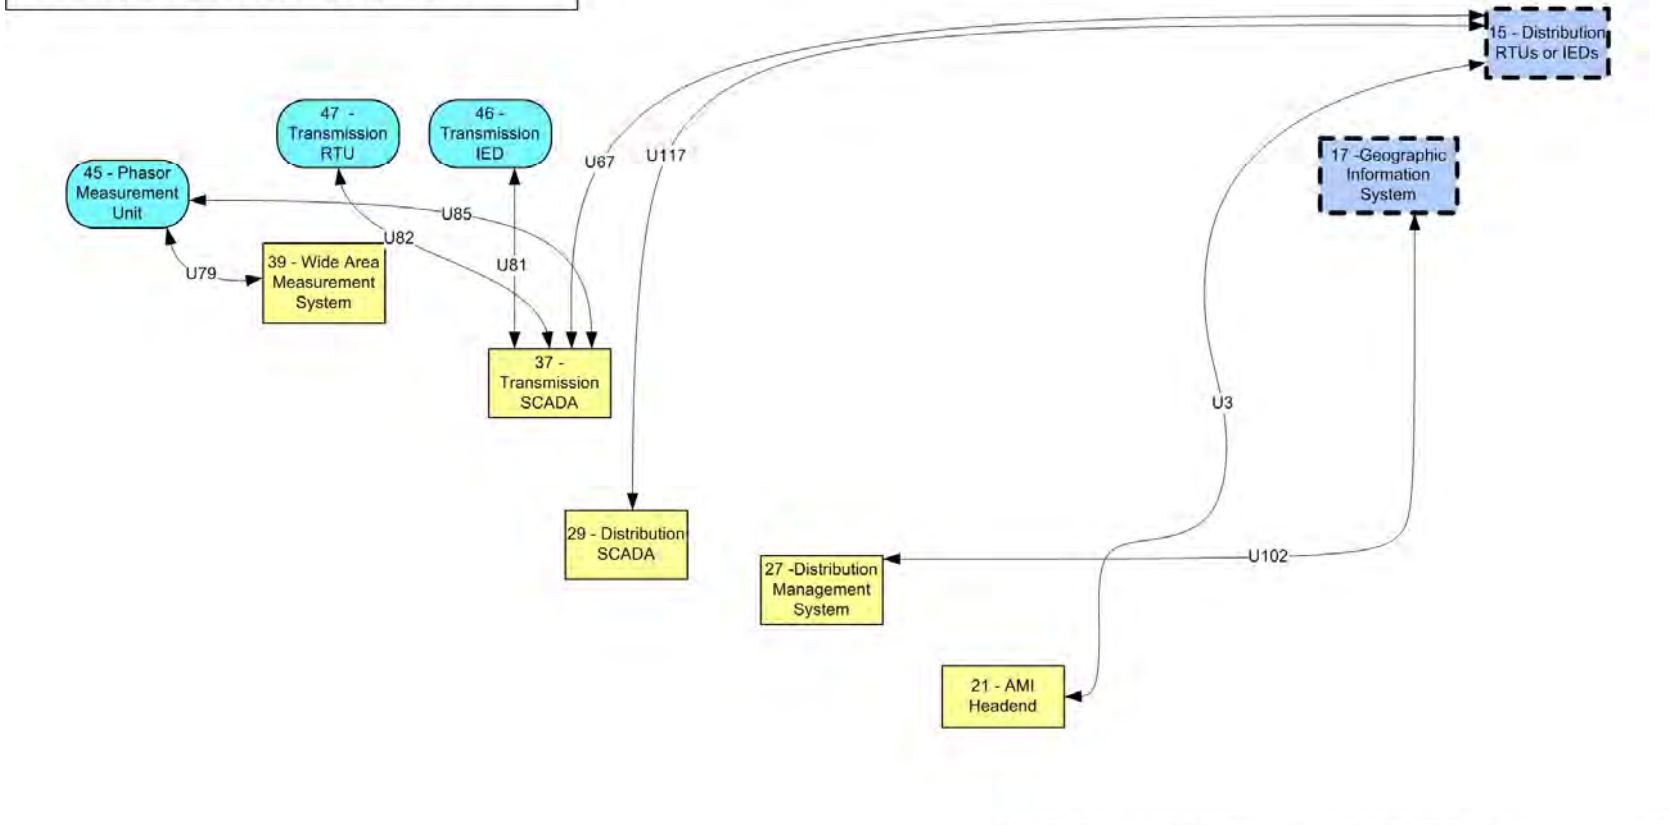 15 - Distribution
RTUs or IEDs
47 -
Transmission
RTU
46 -
Transmission
IED
U67
U117
17 -Geographic
Information
System
45 - Phasor
Measurement
Unit
U85
U82
39 - Wide Area
Measurement
System
U79
U81
37 -
Transmission
SCADA
U3
29 - Distribution
SCADA
27 -Distribution
Management
System
U102
21 - AMI
Headend